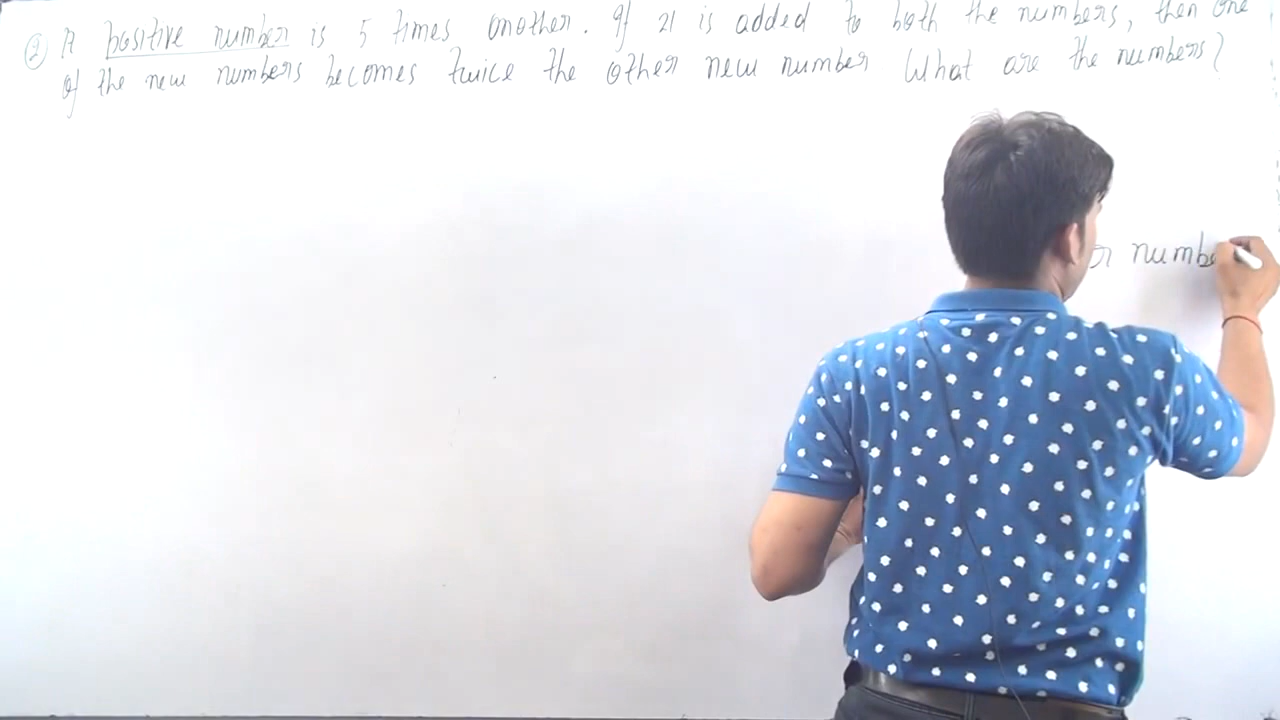 ② A positive number is 5 times another. If 21 is added to both the numbers, then one
of the new numbers becomes twice the other new number What are the numbers?
numbe